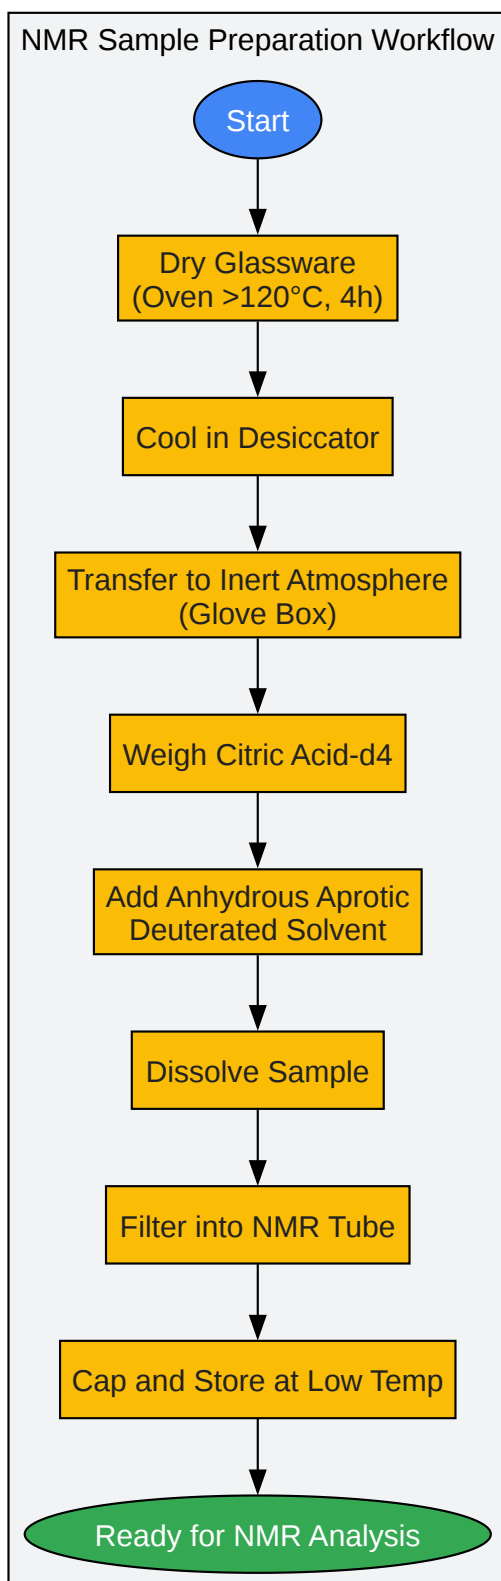 NMR Sample Preparation Workflow
Start
Dry Glassware
(Oven >120°C, 4h)
Cool in Desiccator
Transfer to Inert Atmosphere
(Glove Box)
Weigh Citric Acid-d4
Add Anhydrous Aprotic
Deuterated Solvent
Dissolve Sample
Filter into NMR Tube
Cap and Store at Low Temp
Ready for NMR Analysis